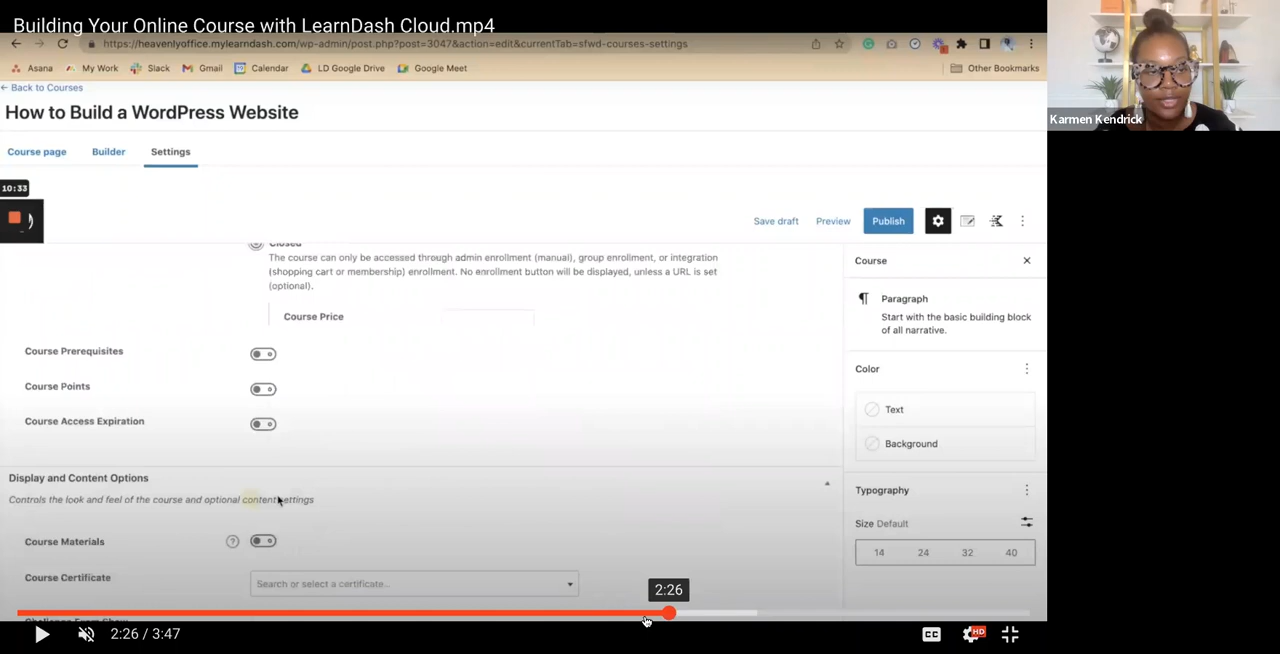 Building Your Online Course with LearnDash Cloud.mp4
https://heavenlyoffice.mylearndash.com/wp-admin/post.php?post=3047&action=edit&currentTab=sfwd-courses-settings
Asana My Work Slack Gmail Calendar LD Google Drive Google Meet Other Bookmarks
← Back to Courses
How to Build a WordPress Website
Karmen Kendrick
Course page Builder Settings
10:33
Save draft Preview Publish
Closed
The course can only be accessed through admin enrollment (manual), group enrollment, or integration
(shopping cart or membership) enrollment. No enrollment button will be displayed, unless a URL is set
(optional).
Course Price
Course Prerequisites
Course Points
Course Access Expiration
Display and Content Options
Controls the look and feel of the course and optional content settings
Course Materials
Course Certificate
Search or select a certificate..
Course
Paragraph
Start with the basic building block
of all narrative.
Color
Text
Background
Typography
Size Default
14 24 32 40
2:26
2:26 / 3:47
CC
HD